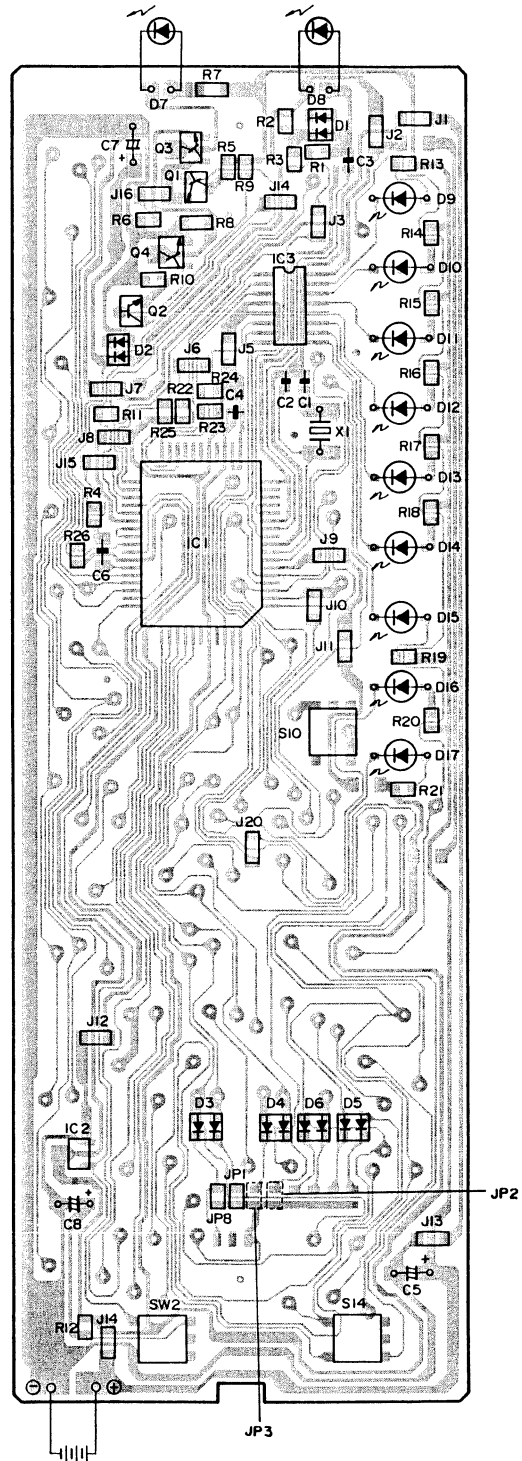 R7
D7
D8
R2
D1
J2
J1
C7
+
Q3
R5
R3
R1
C3
R13
Q1
R9
J16
J14
D9
R6
R8
J3
R14
Q4
IC3
D10
R10
R15
Q2
D11
D2
J6
J5
R16
R24
J7
R22
C4
C2
C1
D12
R11
R25
R23
X1
J8
R17
J15
D13
R4
R18
R26
IC1
J9
D14
C6
J10
D15
J11
R19
D16
S10
R20
D17
R21
J20
J12
D3
D4
D6
D5
IC2
JP1
JP2
+
C8
JP8
J13
+
C5
SW2
S14
R12
J14
−
+
JP3